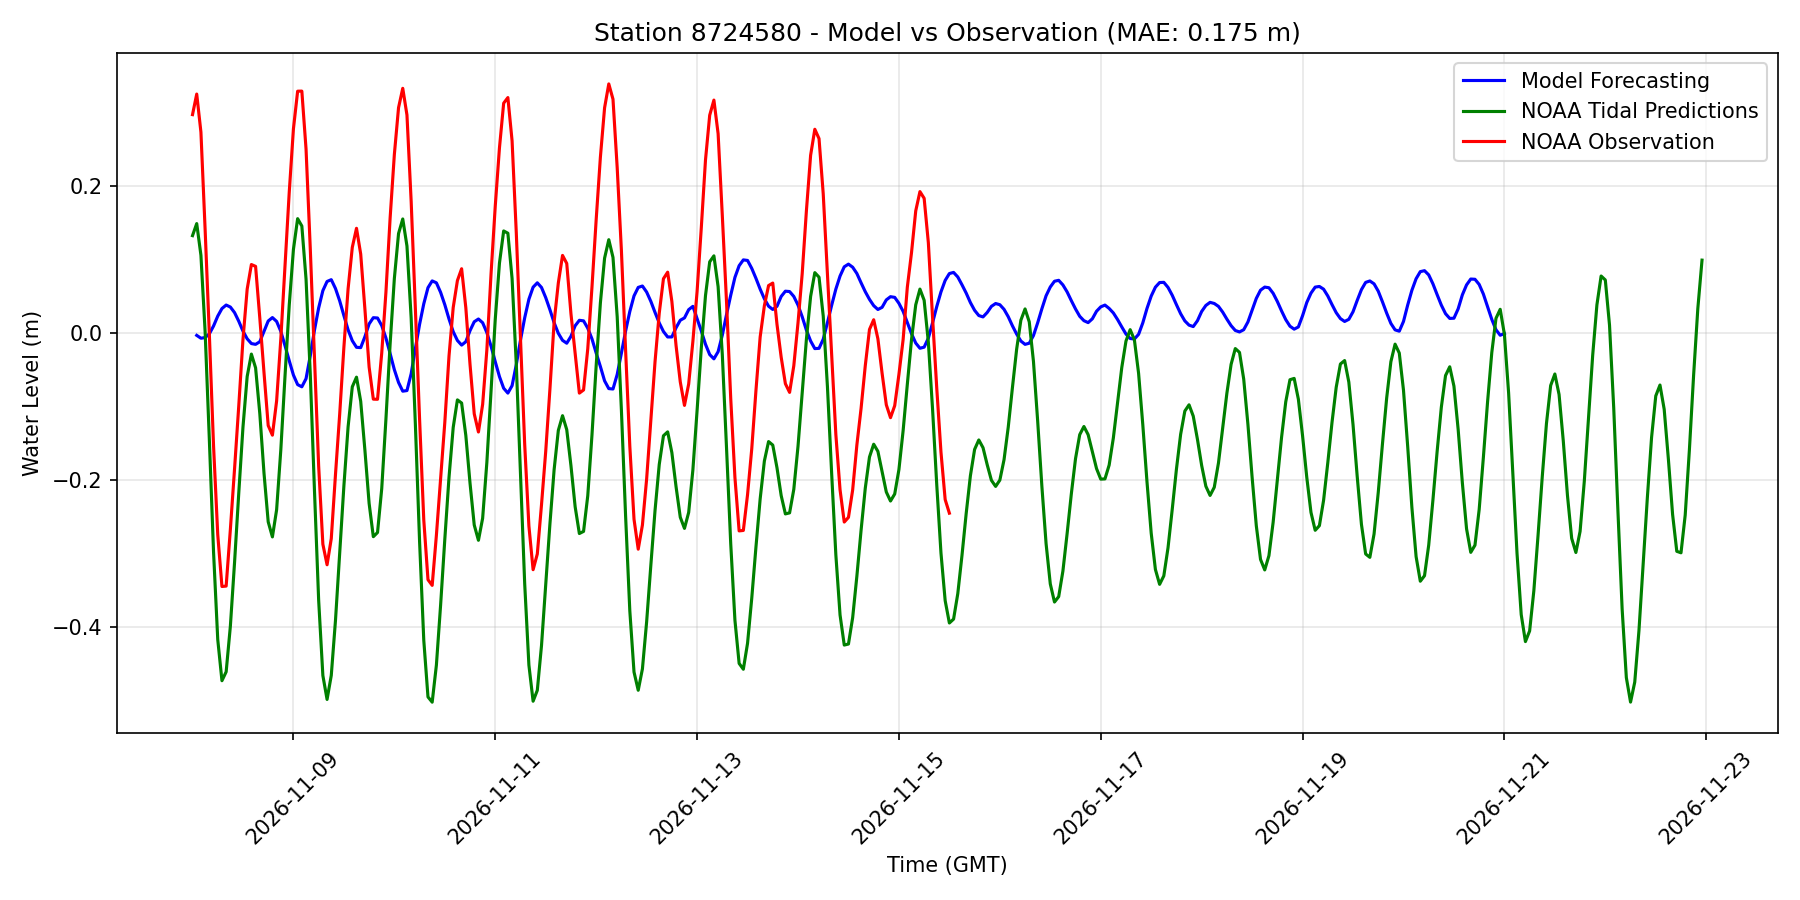 Station 8724580 - Model vs Observation (MAE: 0.175 m)
Model Forecasting
NOAA Tidal Predictions
NOAA Observation
Water Level (m)
0.2
0.0
−0.2
−0.4
2026-11-09
2026-11-11
2026-11-13
2026-11-15
2026-11-17
2026-11-19
2026-11-21
2026-11-23
Time (GMT)